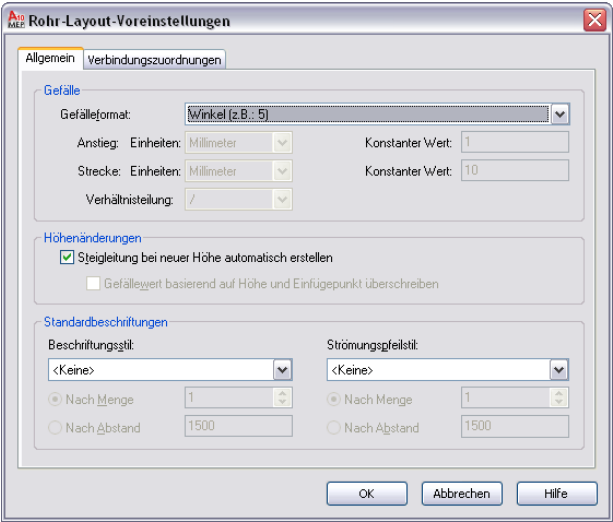 A10 MEP Rohr-Layout-Voreinstellungen
Allgemein Verbindungszuordnungen
Gefälle
Gefälleformat: Winkel (z.B.: 5)
Anstieg: Einheiten: Millimeter Konstanter Wert: 1
Strecke: Einheiten: Millimeter Konstanter Wert: 10
Verhältnisteilung: /
Höhenänderungen
Steigleitung bei neuer Höhe automatisch erstellen
Gefällewert basierend auf Höhe und Einfügepunkt überschreiben
Standardbeschriftungen
Beschriftungsstil: Strömungspfeilstil:
<Keine> <Keine>
Nach Menge 1 Nach Menge 1
Nach Abstand 1500 Nach Abstand 1500
OK Abbrechen Hilfe